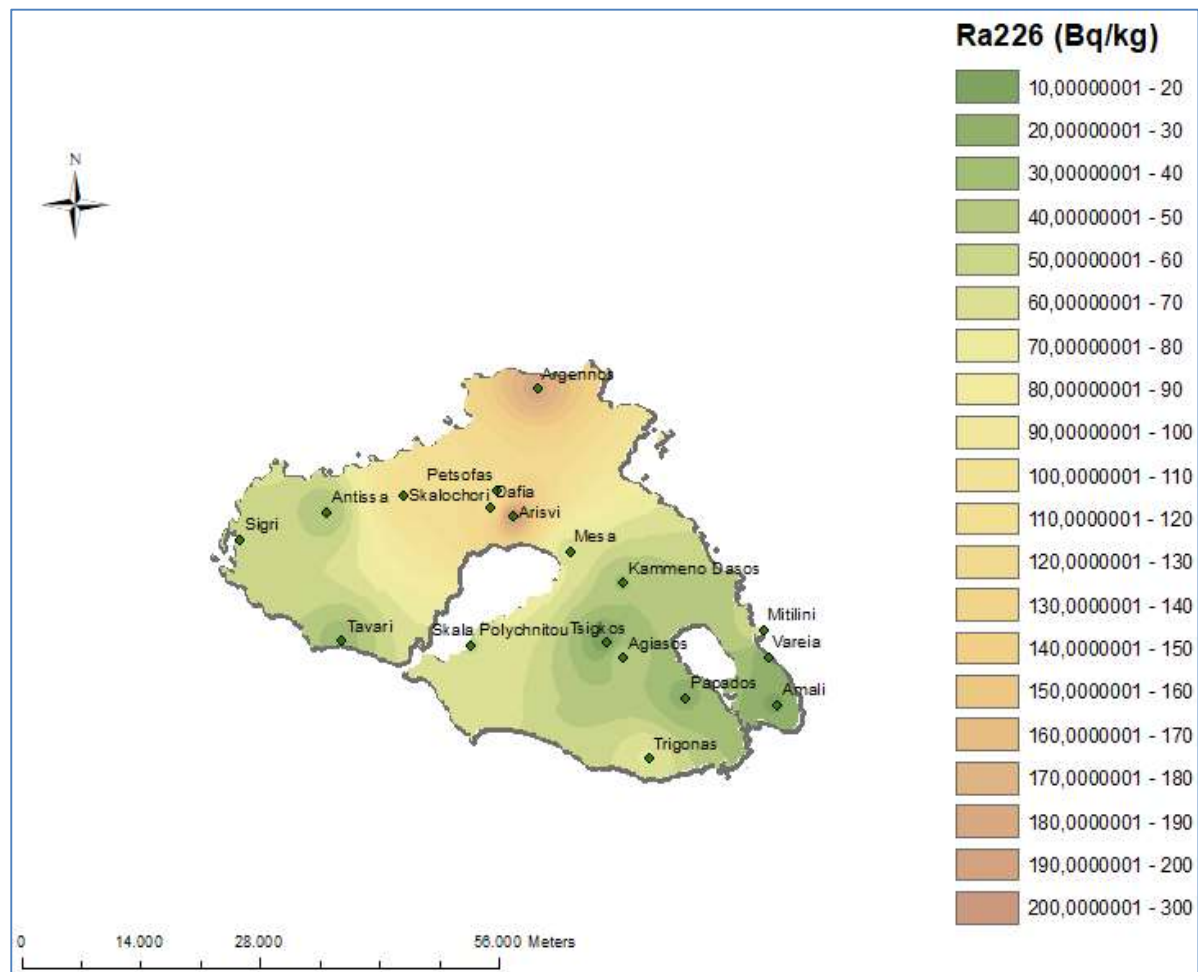 Ra226 (Bq/kg)
10,00000001 - 20
20,00000001 - 30
30,00000001 - 40
40,00000001 - 50
50,00000001 - 60
60,00000001 - 70
70,00000001 - 80
80,00000001 - 90
90,00000001 - 100
100,0000001 - 110
110,0000001 - 120
120,0000001 - 130
130,0000001 - 140
140,0000001 - 150
150,0000001 - 160
160,0000001 - 170
170,0000001 - 180
180,0000001 - 190
190,0000001 - 200
200,0000001 - 300
N
Argennos
Petsofas
Antissa
Skalochori
Dafia
Arisvi
Sigri
Mesa
Kammeno Dasos
Mitilini
Tavari
Skala Polychnitou
Tsigkos
Agiasos
Vareia
Papados
Amali
Trigonas
0 14.000 28.000 56.000 Meters